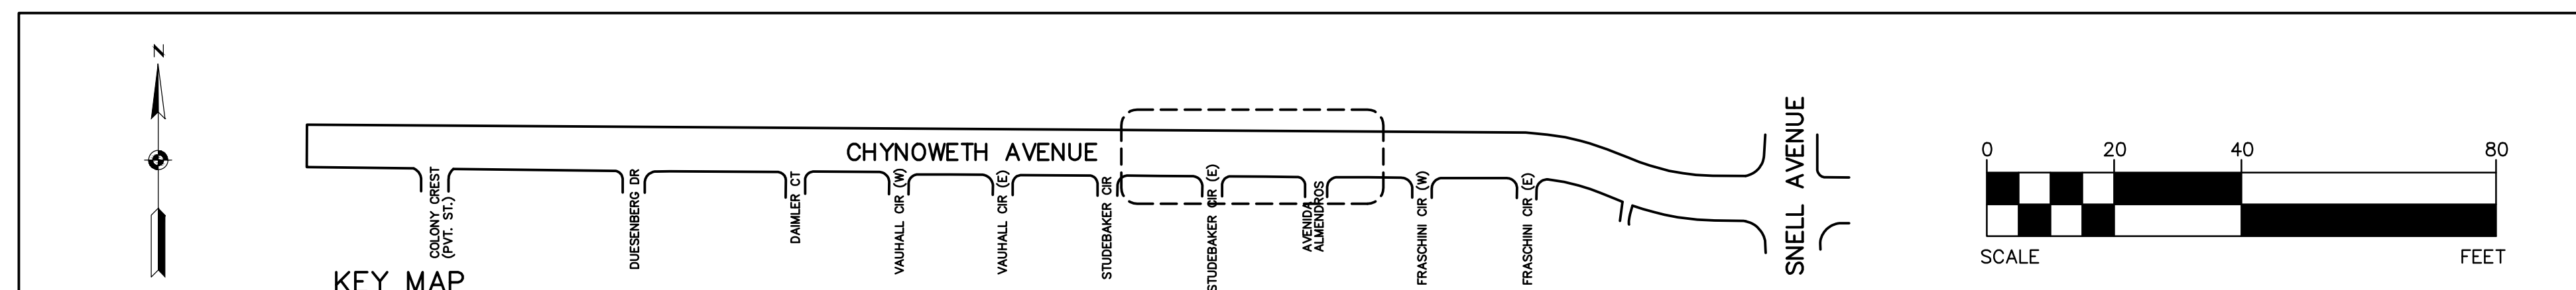 N
CHYNOWETH AVENUE
COLONY CREST
(PVT. ST.)
DUESENBERG DR
DAIMLER CT
VAUHALL CIR (W)
VAUHALL CIR (E)
STUDEBAKER CIR
STUDEBAKER CIR (E)
AVENIDA
ALMENDROS
FRASCHINI CIR (W)
FRASCHINI CIR (E)
SNELL AVENUE
0 20 40 80
SCALE FEET
KEY MAP